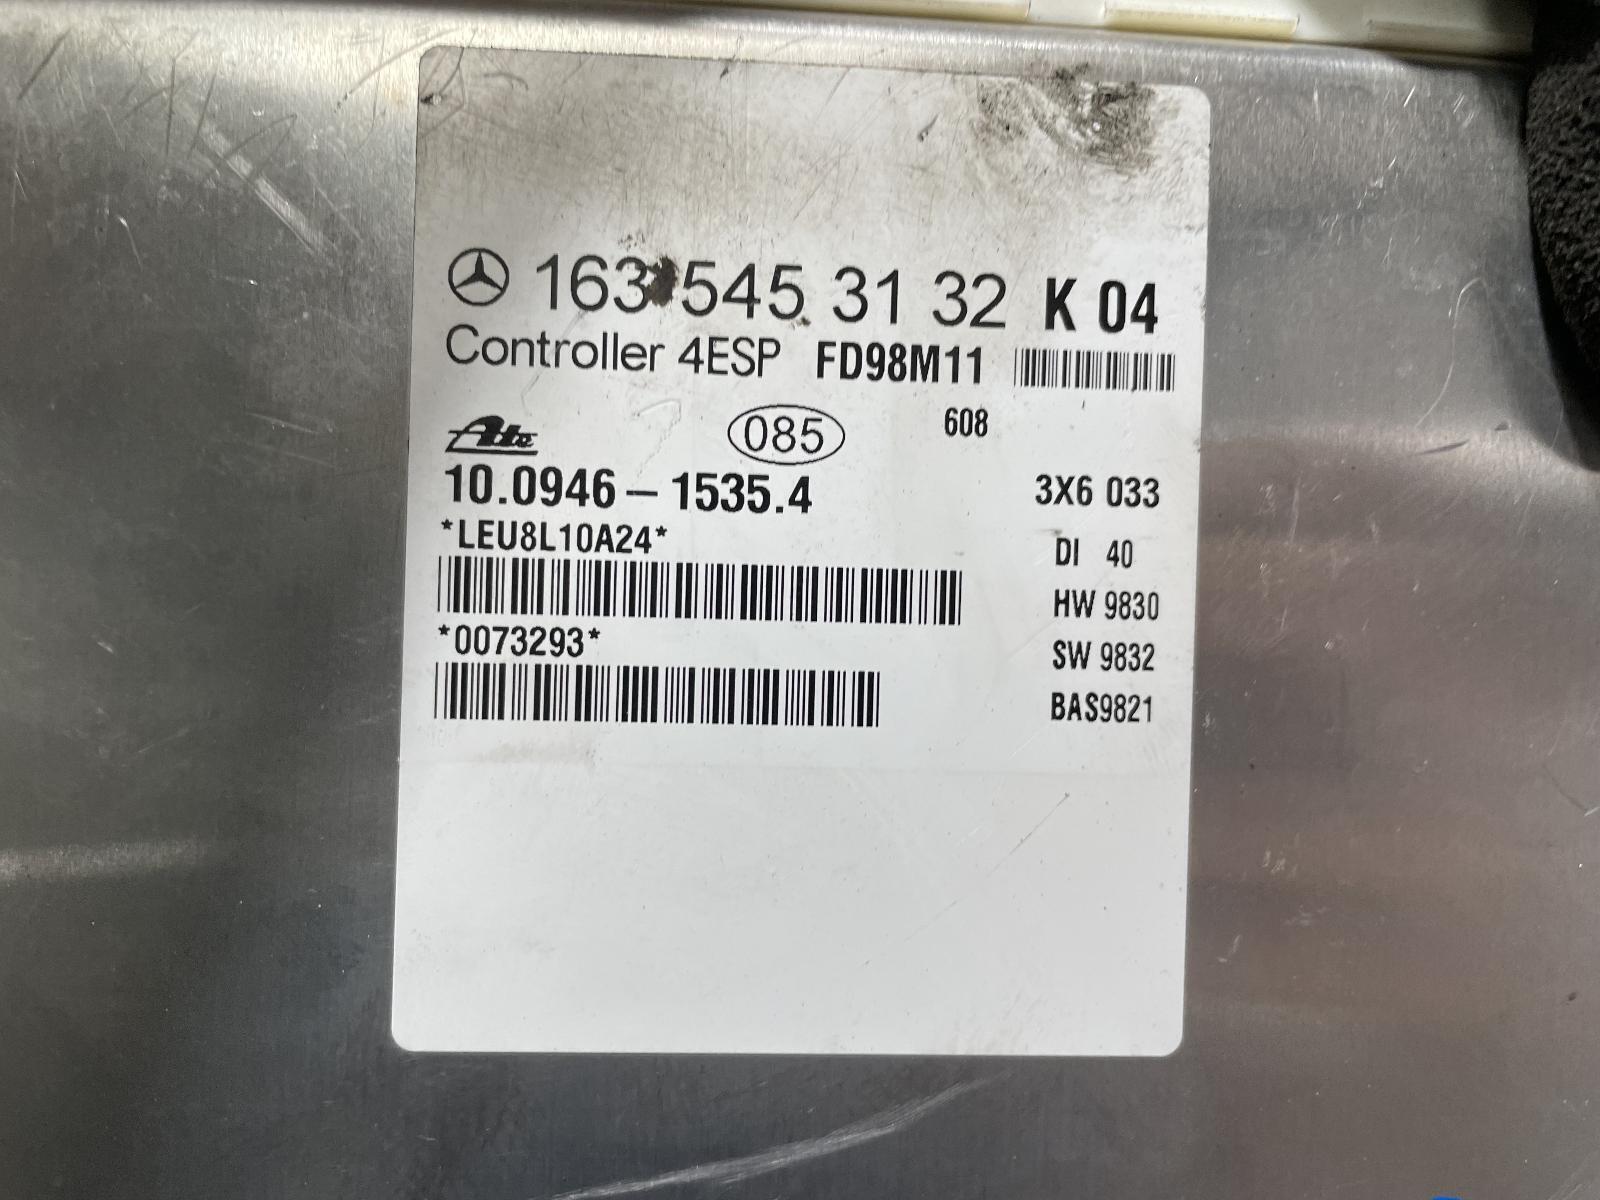 163 545 31 32 K 04
Controller 4ESP FD98M11
Ate 085 608
10.0946-1535.4 3X6 033
*LEU8L10A24* DI 40
HW 9830
*0073293*
SW 9832
BAS9821